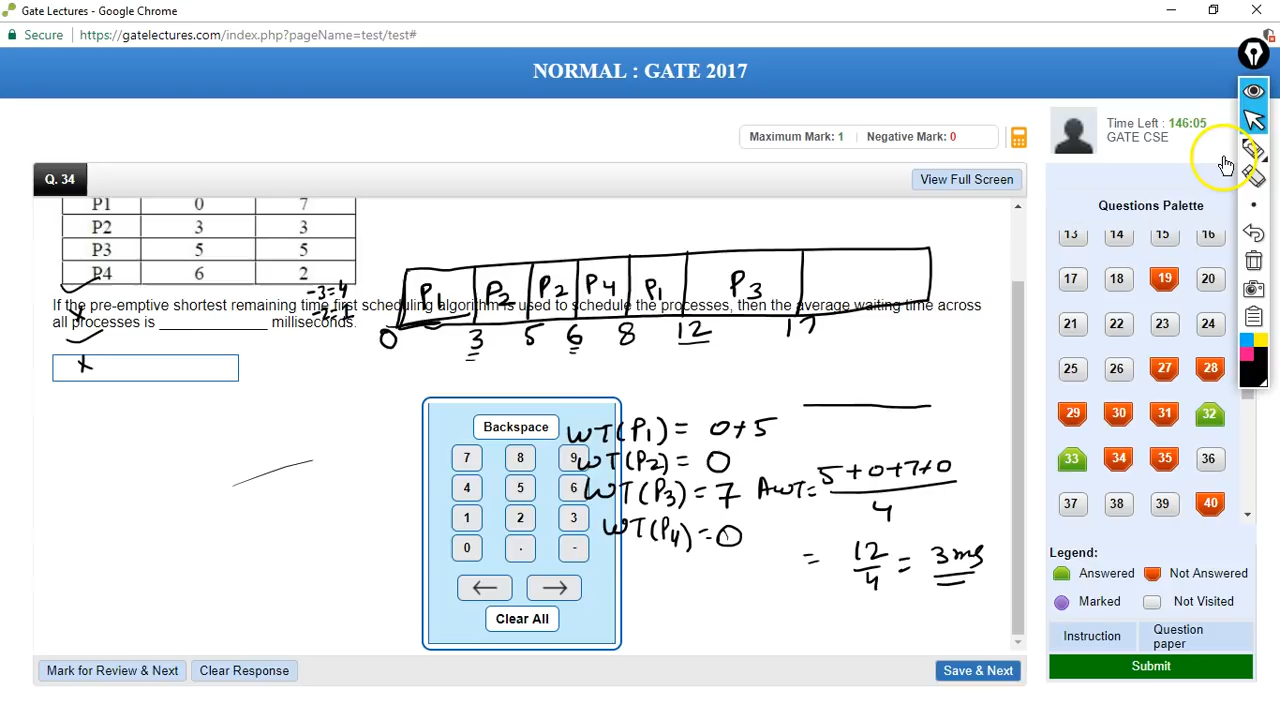 Gate Lectures - Google Chrome
Secure https://gatelectures.com/index.php?pageName=test/test#
NORMAL : GATE 2017
Maximum Mark: 1 | Negative Mark: 0
Time Left : 146:05
GATE CSE
Q. 34
View Full Screen
P1 0 7
P2 3 3
P3 5 5
P4 6 2
-3=4
If the pre-emptive shortest remaining time first scheduling algorithm is used to schedule the processes, then the average waiting time across
all processes is ______________ milliseconds.
P1 P2 P2 P4 P1 P3
0 3 5 6 8 12 17
Backspace
7 8 9
4 5 6
1 2 3
0 . -
← →
Clear All
WT(P1) = 0+5
WT(P2) = 0
WT(P3) = 7
WT(P4) = 0
AWT = 5+0+7+0
4
= 12/4 = 3ms
Mark for Review & Next
Clear Response
Save & Next
Questions Palette
13 14 15 16
17 18 19 20
21 22 23 24
25 26 27 28
29 30 31 32
33 34 35 36
37 38 39 40
Legend:
Answered Not Answered
Marked Not Visited
Instruction
Question
paper
Submit